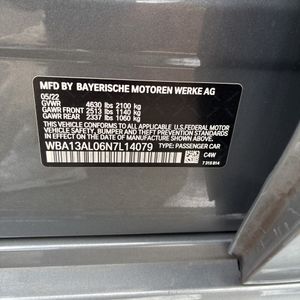 MFD BY BAYERISCHE MOTOREN WERKE AG
05/22
GVWR 4630 lbs 2100 kg
GAWR FRONT 2513 lbs 1140 kg
GAWR REAR 2337 lbs 1060 kg
THIS VEHICLE CONFORMS TO ALL APPLICABLE U.S.FEDERAL MOTOR
VEHICLE SAFETY, BUMPER, AND THEFT PREVENTION STANDARDS IN
EFFECT ON THE DATE OF MANUFACTURE SHOWN ABOVE.
WBA13AL06N7L14079 TYPE: PASSENGER CAR
C4W